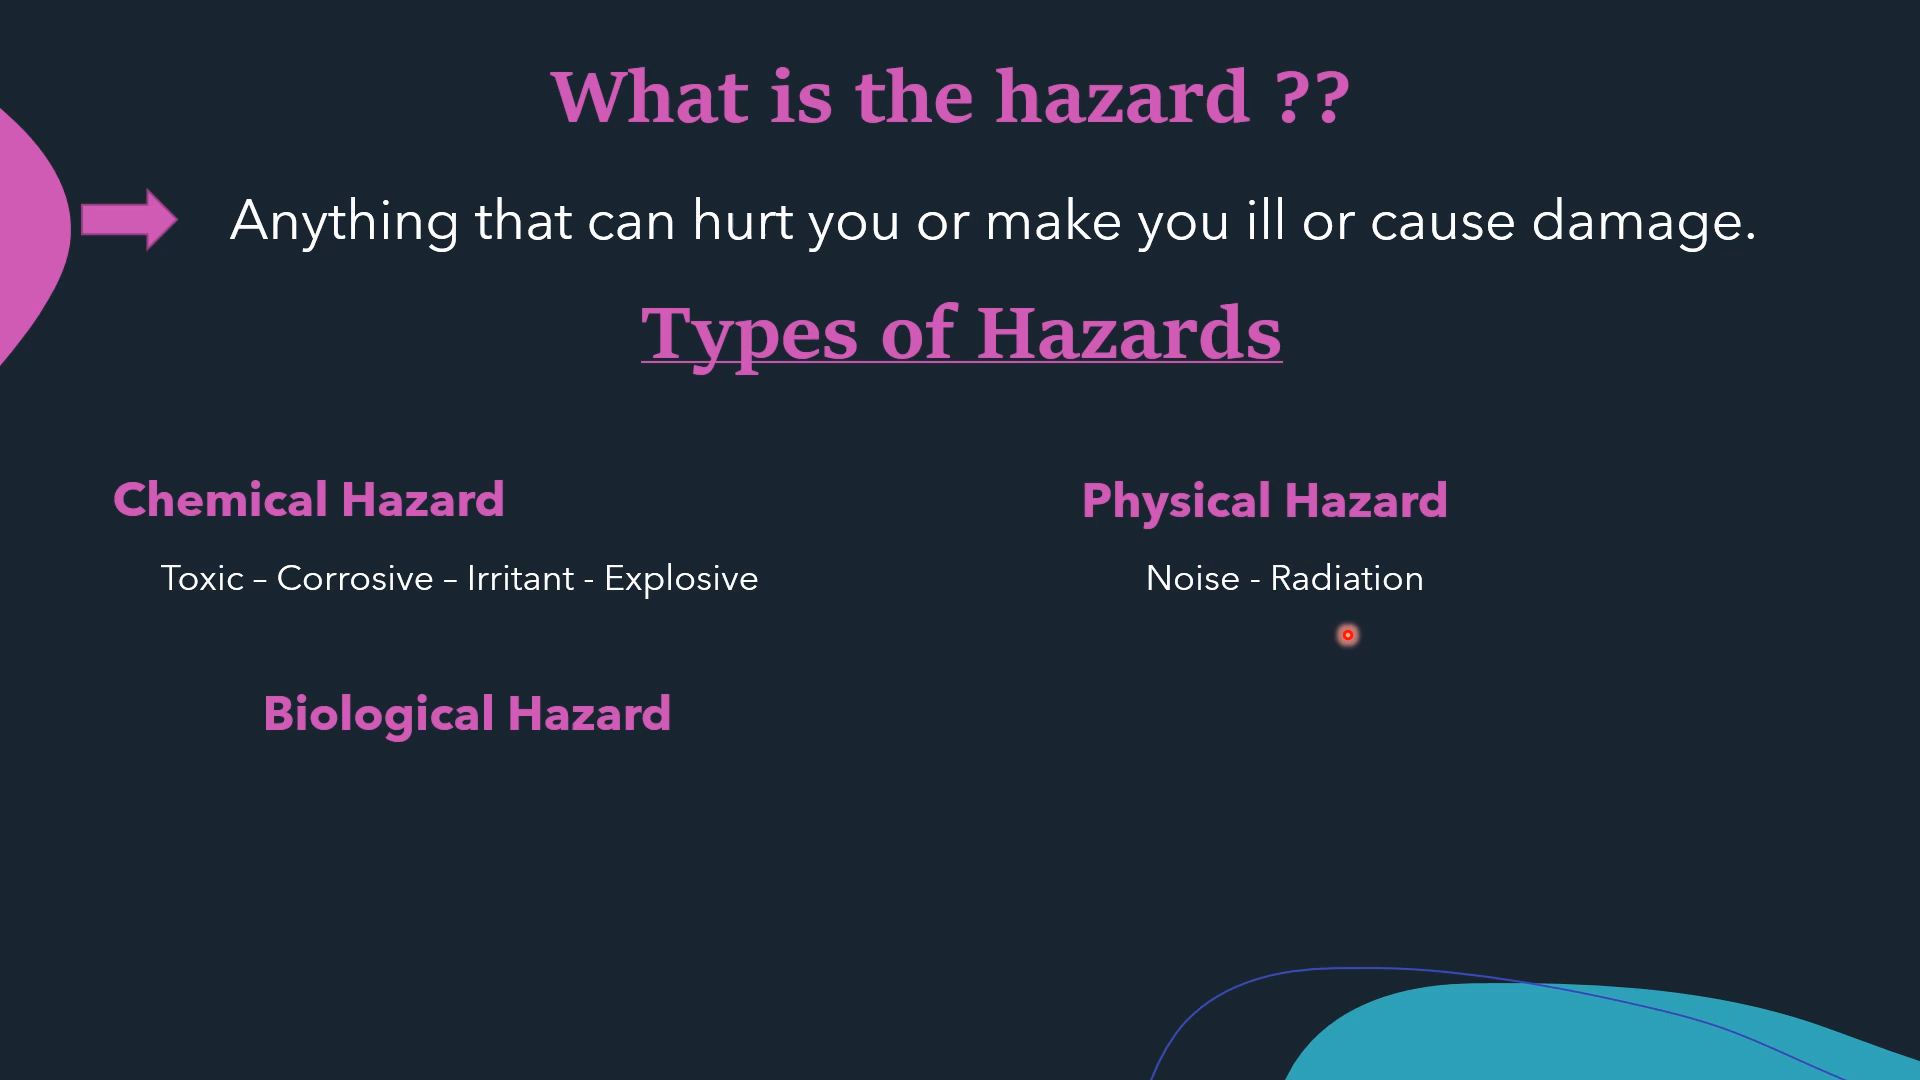 What is the hazard ??
Anything that can hurt you or make you ill or cause damage.
Types of Hazards
Chemical Hazard
Toxic – Corrosive – Irritant - Explosive
Physical Hazard
Noise - Radiation
Biological Hazard